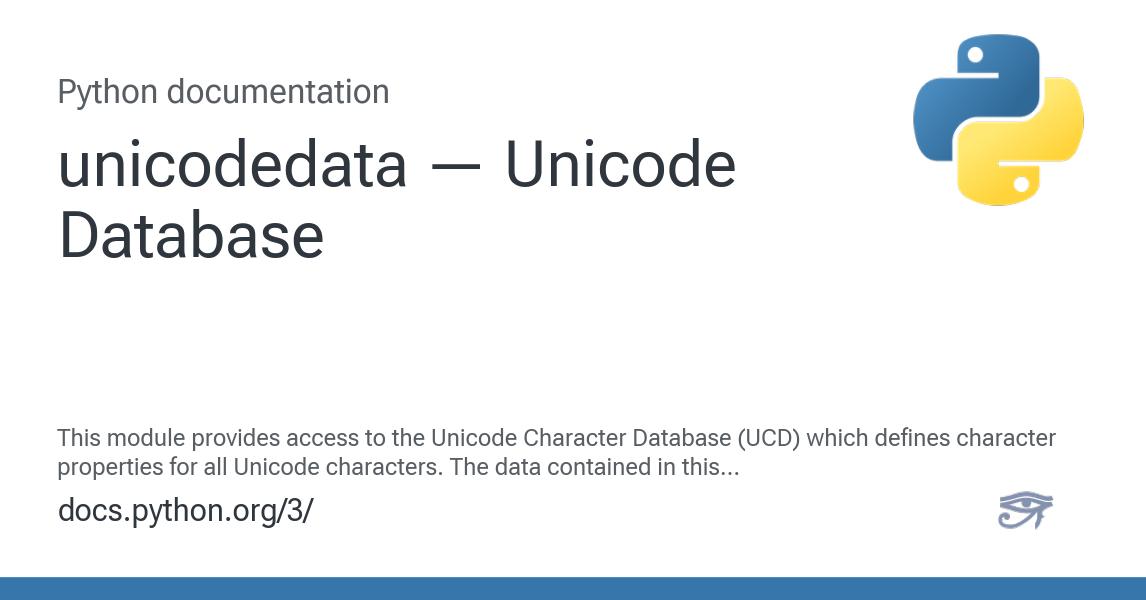 Python documentation
unicodedata — Unicode
Database
This module provides access to the Unicode Character Database (UCD) which defines character
properties for all Unicode characters. The data contained in this...
docs.python.org/3/